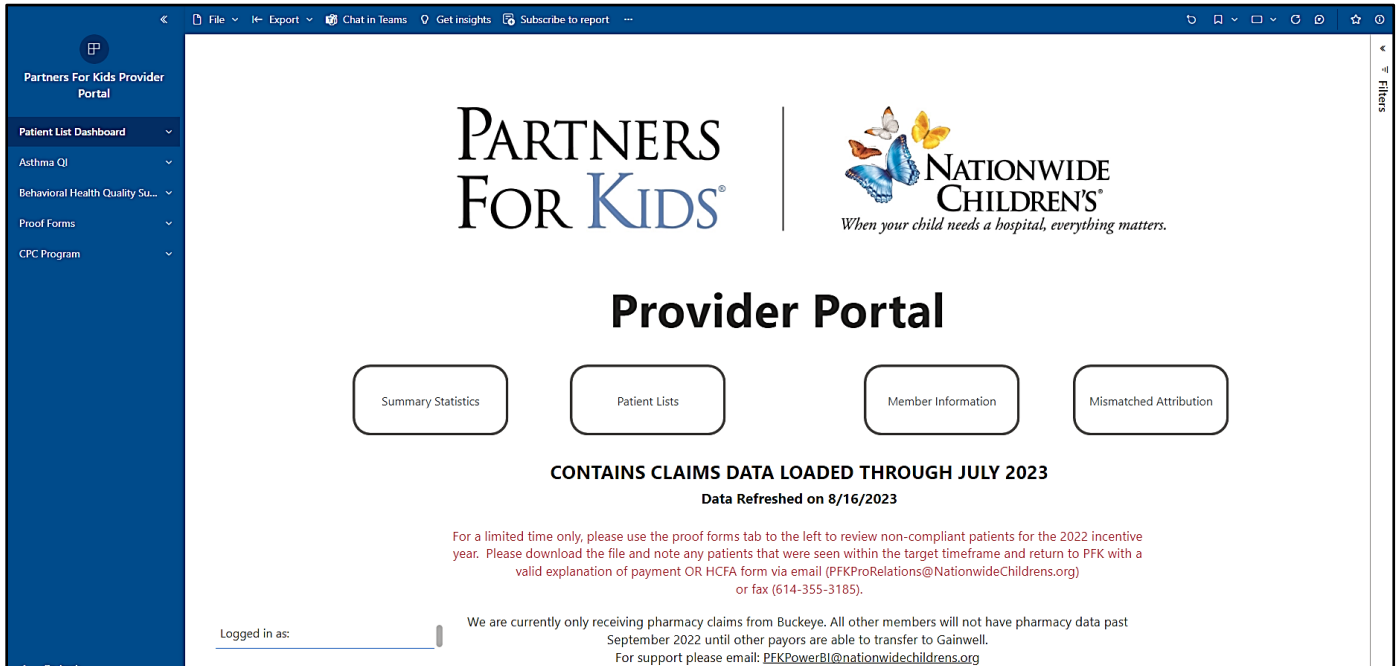 File
Export
Chat in Teams
Get insights
Subscribe to report
Partners For Kids Provider
Portal
Patient List Dashboard
Asthma QI
Behavioral Health Quality Su...
Proof Forms
CPC Program
Filters
PARTNERS
FOR KIDS®
NATIONWIDE
CHILDREN'S®
When your child needs a hospital, everything matters.
Provider Portal
Summary Statistics
Patient Lists
Member Information
Mismatched Attribution
CONTAINS CLAIMS DATA LOADED THROUGH JULY 2023
Data Refreshed on 8/16/2023
For a limited time only, please use the proof forms tab to the left to review non-compliant patients for the 2022 incentive
year. Please download the file and note any patients that were seen within the target timeframe and return to PFK with a
valid explanation of payment OR HCFA form via email (PFKProRelations@NationwideChildrens.org)
or fax (614-355-3185).
We are currently only receiving pharmacy claims from Buckeye. All other members will not have pharmacy data past
September 2022 until other payors are able to transfer to Gainwell.
For support please email: PFKPowerBI@nationwidechildrens.org
Logged in as: